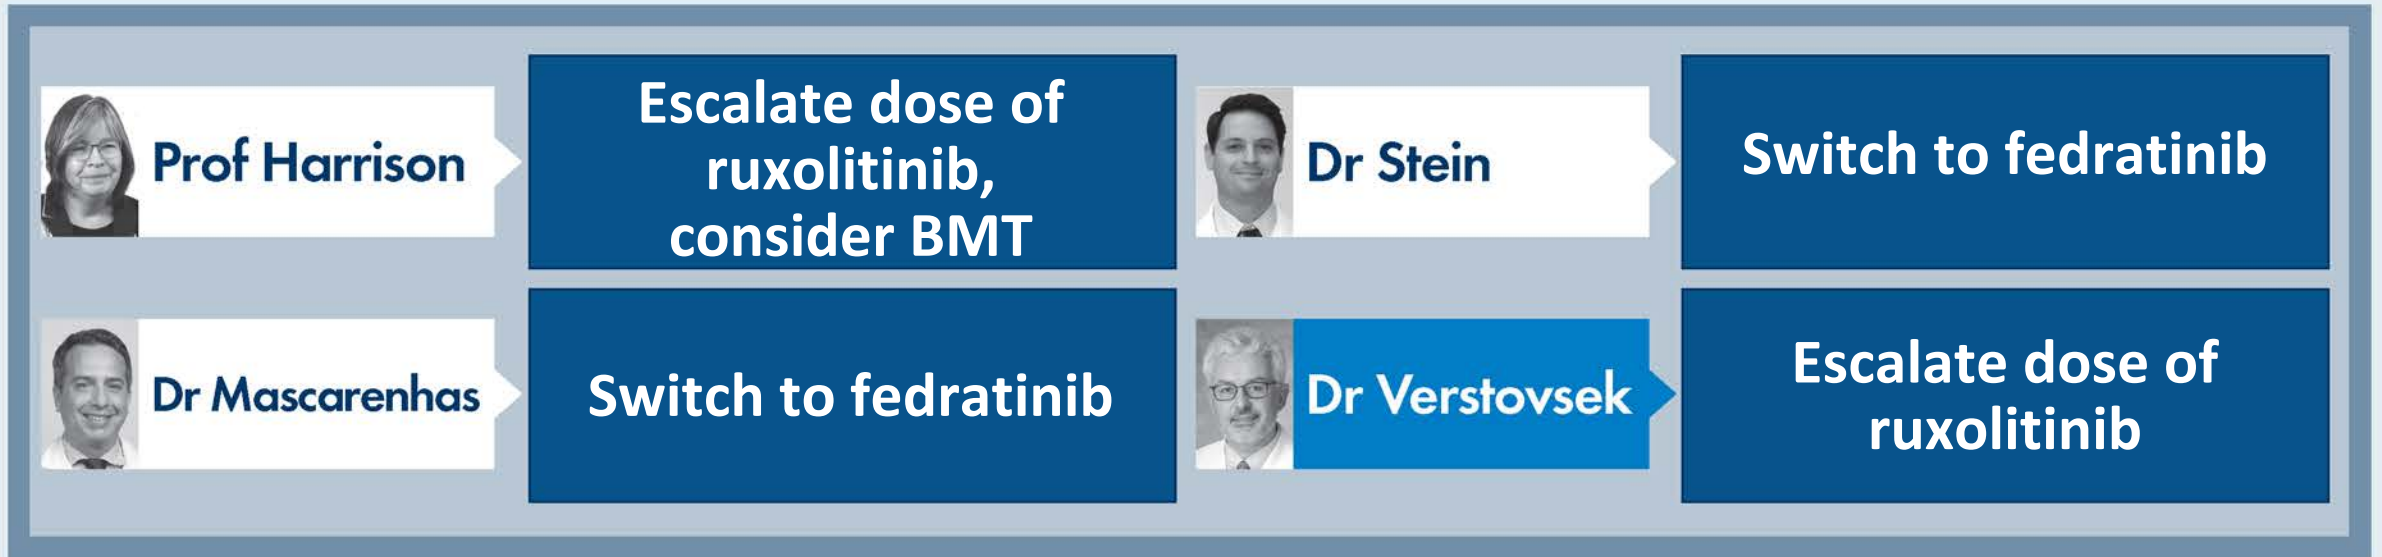 Prof Harrison
Escalate dose of
ruxolitinib,
consider BMT
Dr Stein
Switch to fedratinib
Dr Mascarenhas
Switch to fedratinib
Dr Verstovsek
Escalate dose of
ruxolitinib